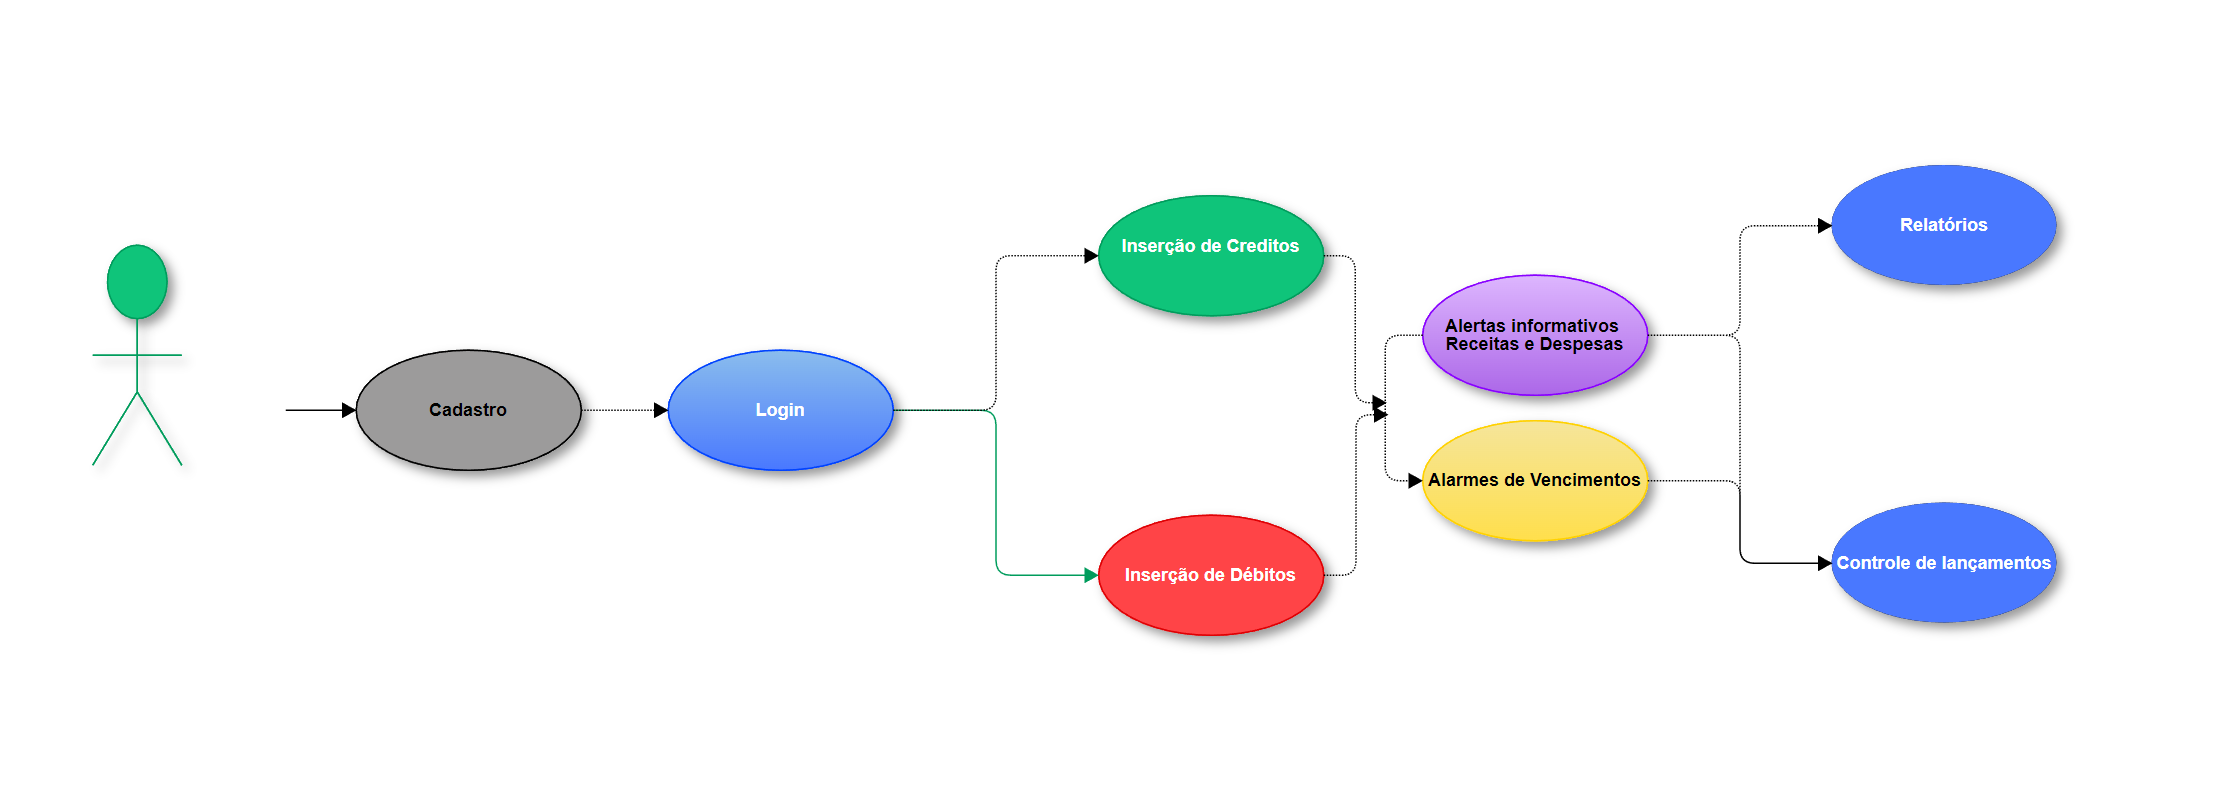 Cadastro
Login
Inserção de Creditos
Inserção de Débitos
Alertas informativos
Receitas e Despesas
Alarmes de Vencimentos
Relatórios
Controle de lançamentos